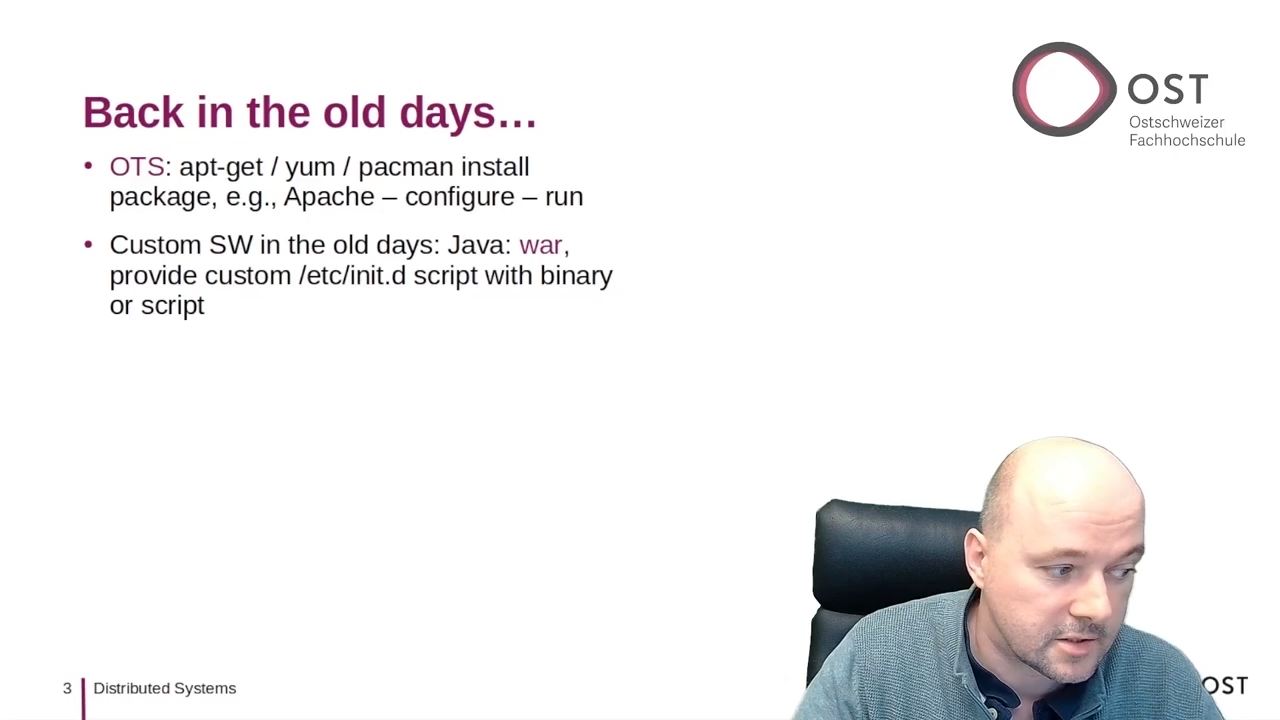 OST
Ostschweizer
Fachhochschule
Back in the old days…
• OTS: apt-get / yum / pacman install
package, e.g., Apache – configure – run
• Custom SW in the old days: Java: war,
provide custom /etc/init.d script with binary
or script
3 Distributed Systems
OST